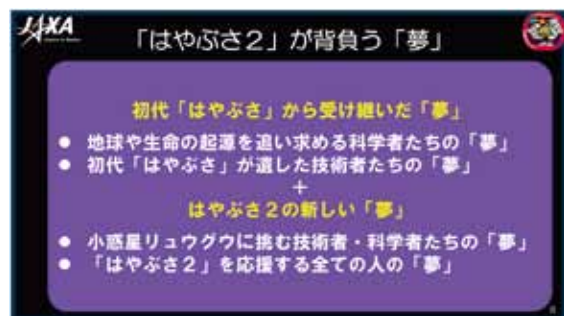 JAXA
「はやぶさ２」が背負う「夢」
初代「はやぶさ」から受け継いだ「夢」
● 地球や生命の起源を追い求める科学者たちの「夢」
● 初代「はやぶさ」が遺した技術者たちの「夢」
＋
はやぶさ２の新しい「夢」
● 小惑星リュウグウに挑む技術者・科学者たちの「夢」
● 「はやぶさ２」を応援する全ての人の「夢」